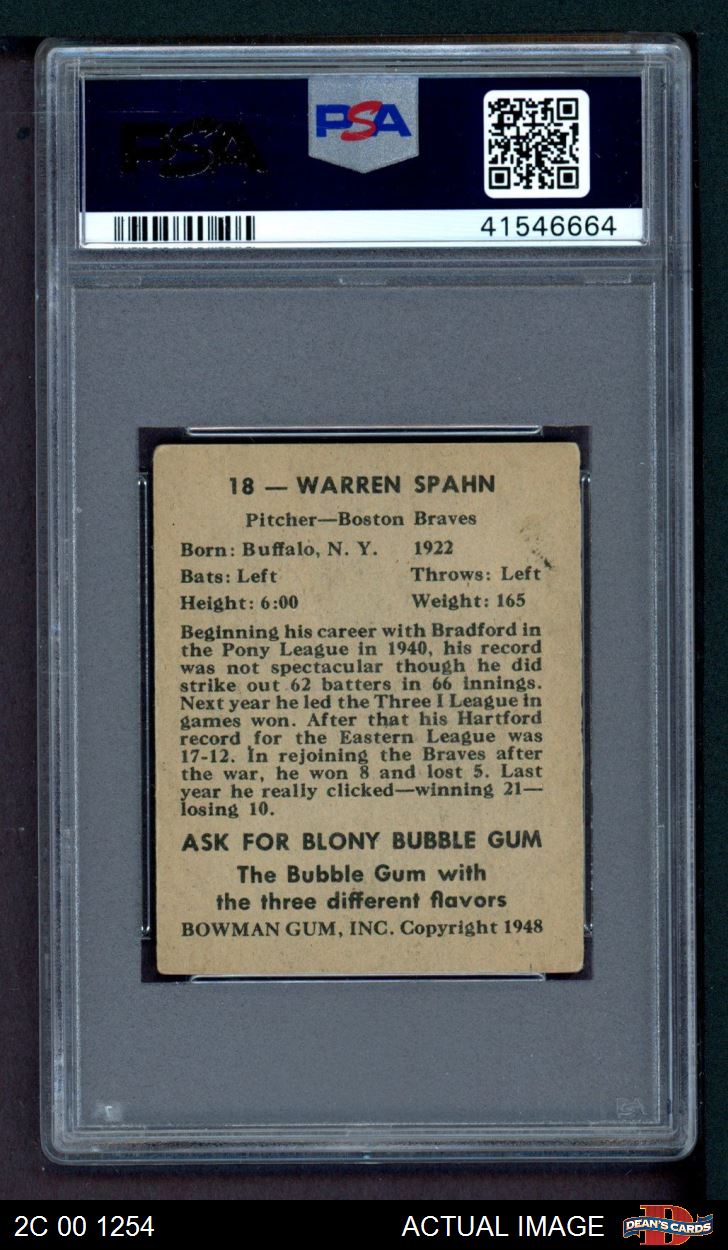 PSA
PSA
41546664
18 — WARREN SPAHN
Pitcher—Boston Braves
Born: Buffalo, N. Y. 1922
Bats: Left Throws: Left
Height: 6:00 Weight: 165
Beginning his career with Bradford in
the Pony League in 1940, his record
was not spectacular though he did
strike out 62 batters in 66 innings.
Next year he led the Three I League in
games won. After that his Hartford
record for the Eastern League was
17-12. In rejoining the Braves after
the war, he won 8 and lost 5. Last
year he really clicked—winning 21—
losing 10.
ASK FOR BLONY BUBBLE GUM
The Bubble Gum with
the three different flavors
BOWMAN GUM, INC. Copyright 1948
PSA
2C 00 1254 ACTUAL IMAGE DEAN'S CARDS